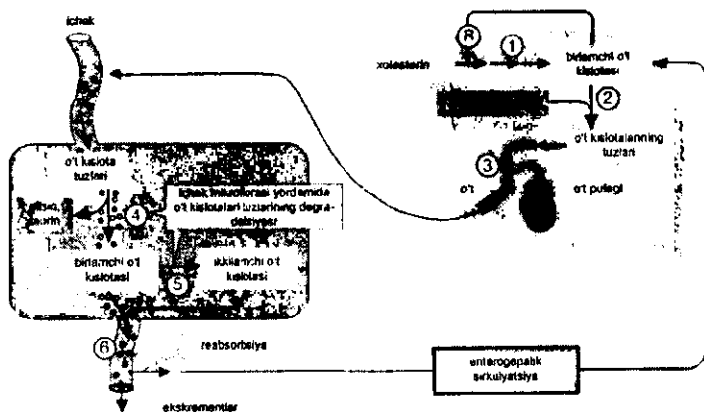 ichak
o't kislota
tuzlari
4
Ichak mikroflorasi yordamida
o't kislotalari tuzlarining degra-
datsiyasi
birlamchi o't
kislotasi
ikkilamchi o't
kislotasi
5
6
reabsorbsiya
ekskrementlar
R
1
xolesterin
birlamchi o't
kislotasi
2
o't kislotalarining
tuzlari
3
o't
o't pufagi
enterogepatik
sirkulyatsiya